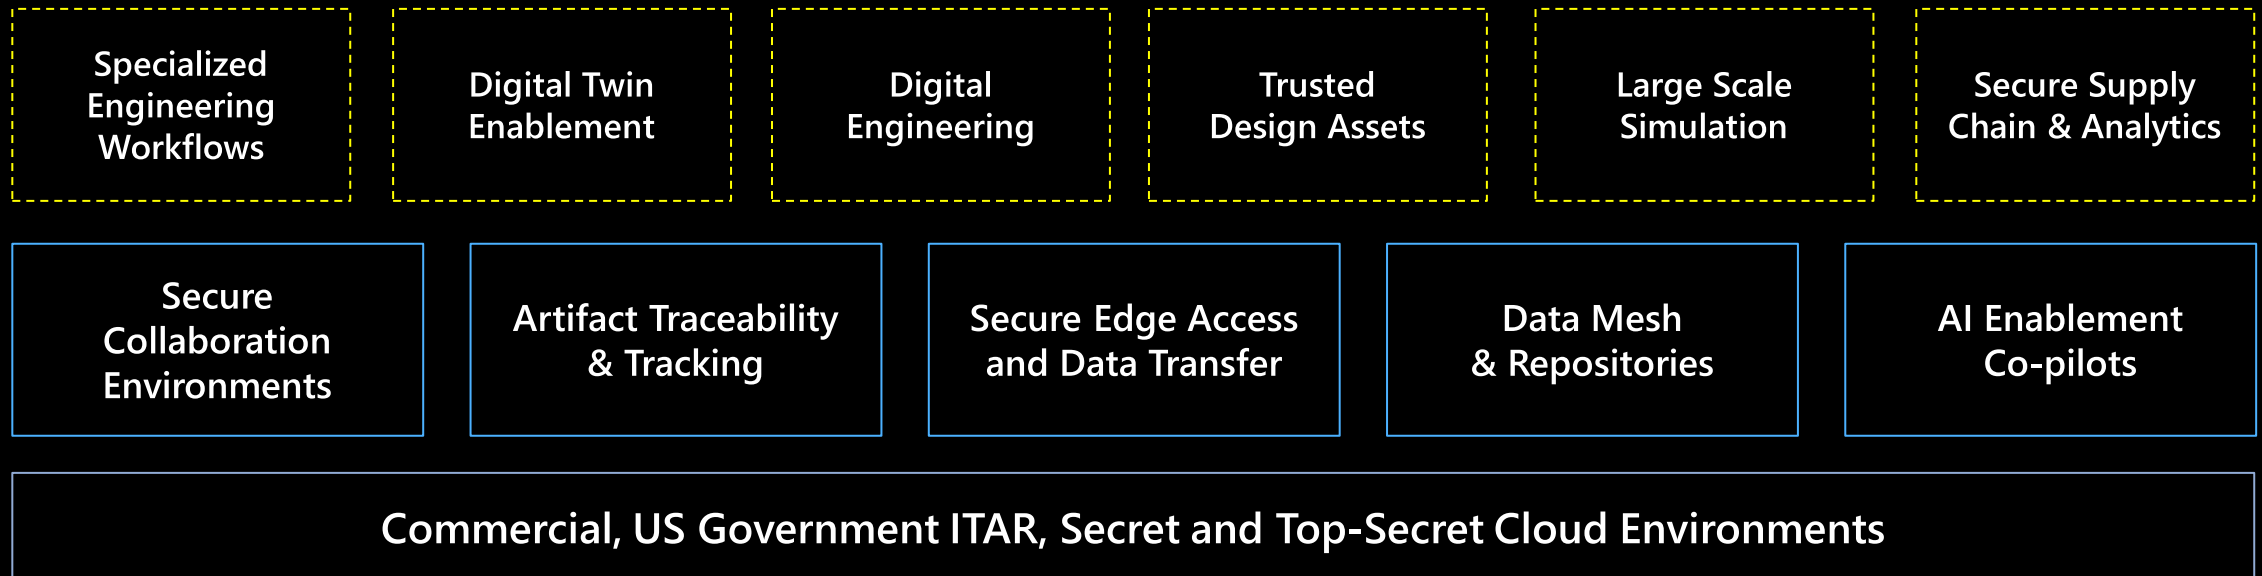 Specialized
Engineering
Workflows
Digital Twin
Enablement
Digital
Engineering
Trusted
Design Assets
Large Scale
Simulation
Secure Supply
Chain & Analytics
Secure
Collaboration
Environments
Artifact Traceability
& Tracking
Secure Edge Access
and Data Transfer
Data Mesh
& Repositories
AI Enablement
Co-pilots
Commercial, US Government ITAR, Secret and Top-Secret Cloud Environments